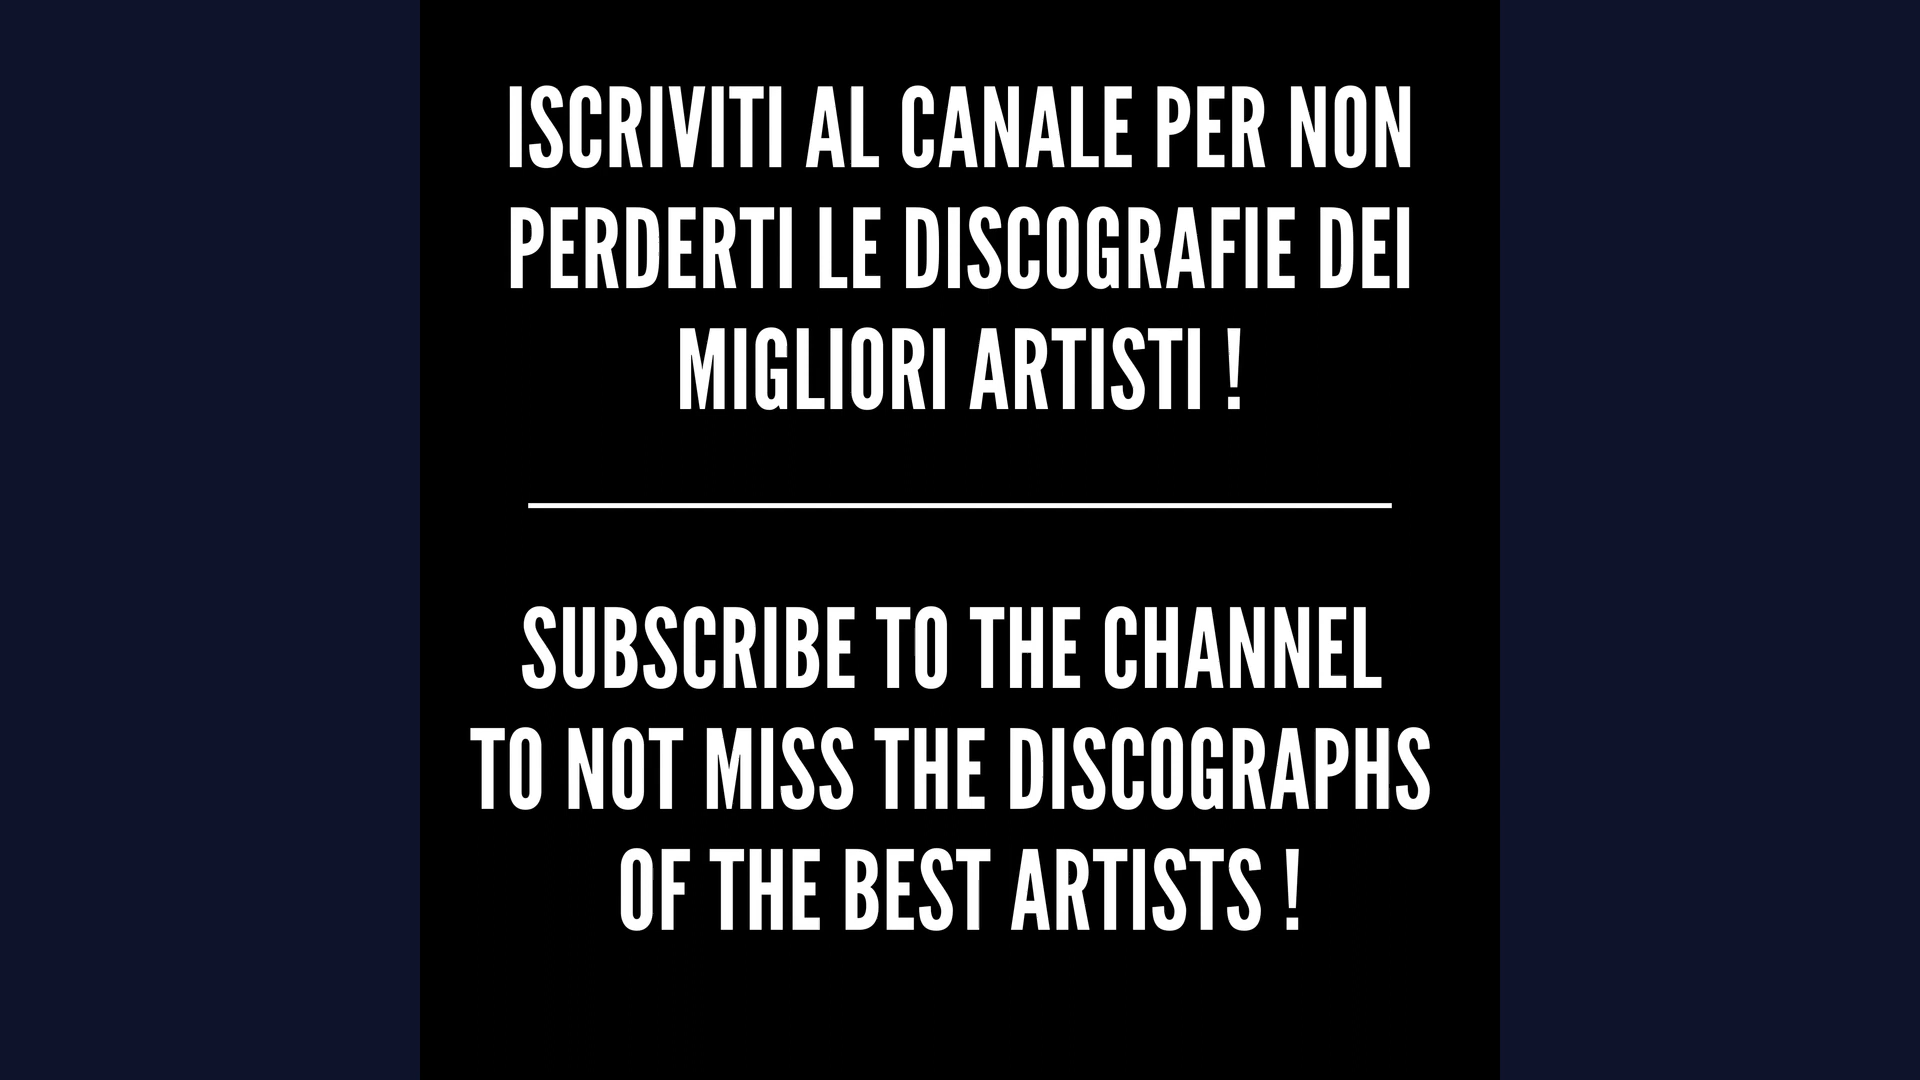 ISCRIVITI AL CANALE PER NON
PERDERTI LE DISCOGRAFIE DEI
MIGLIORI ARTISTI !
SUBSCRIBE TO THE CHANNEL
TO NOT MISS THE DISCOGRAPHS
OF THE BEST ARTISTS !